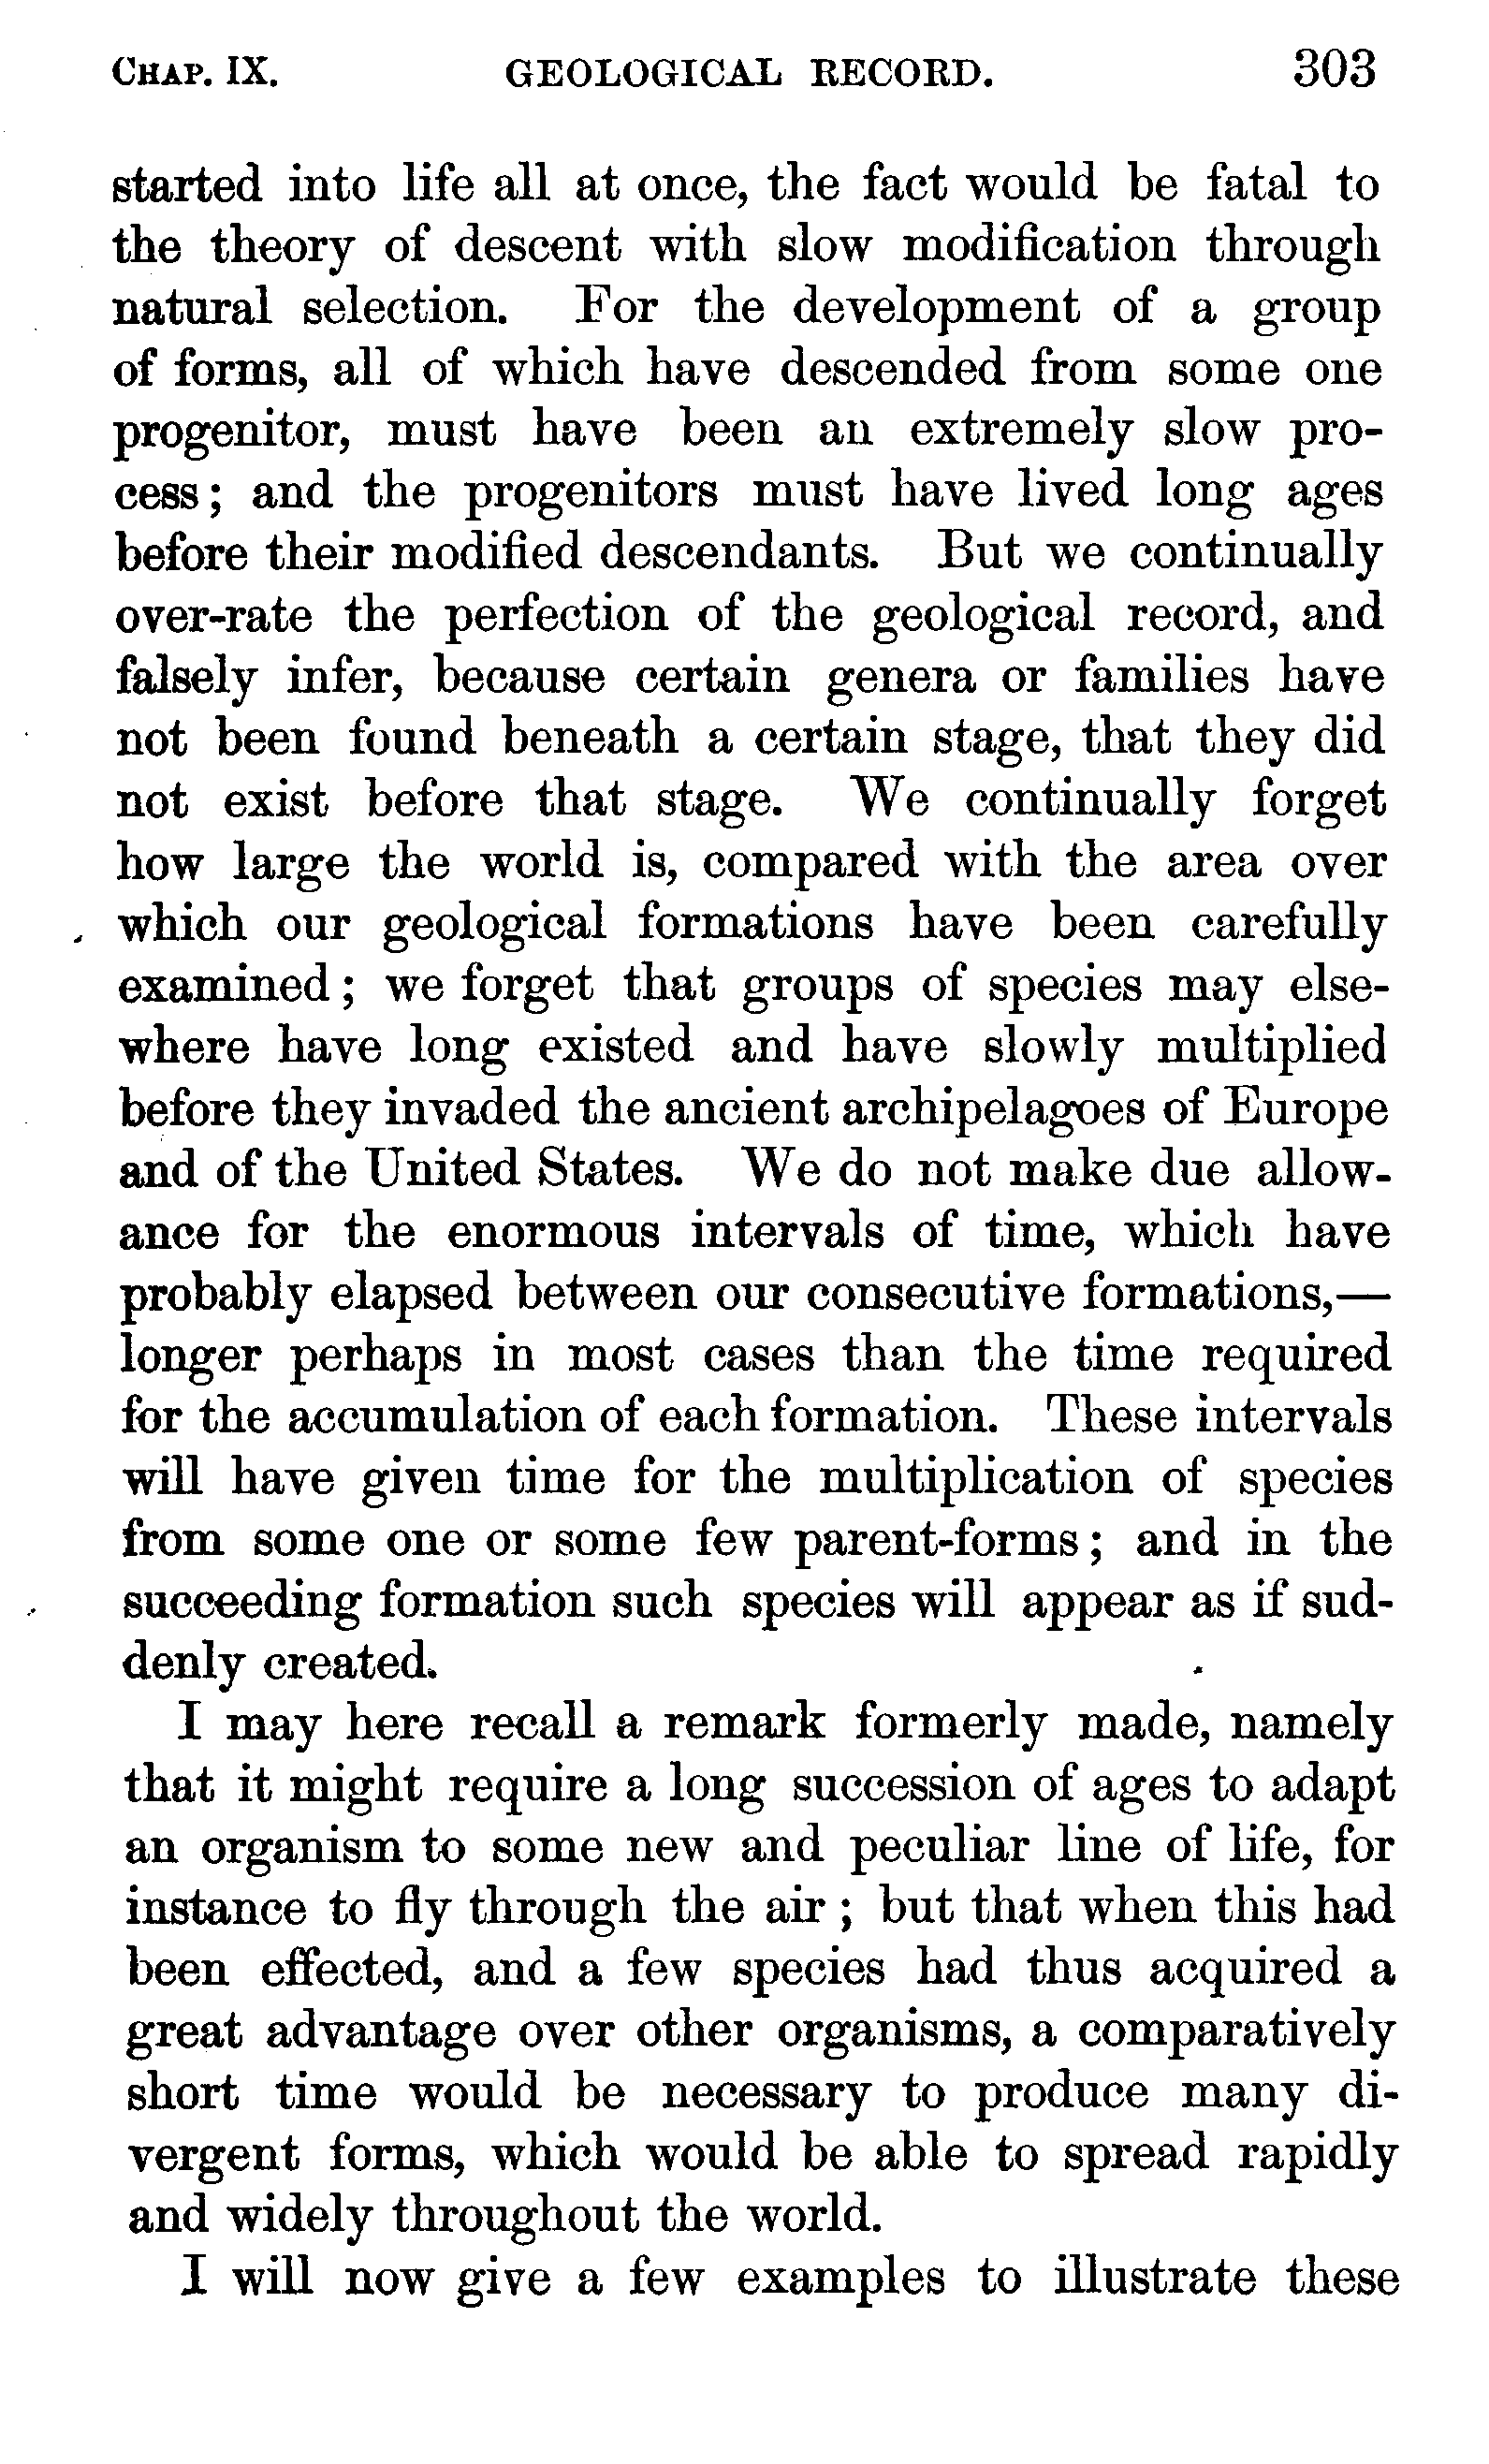 CHAP. IX. GEOLOGICAL RECORD. 303
started into life all at once, the fact would be fatal to
the theory of descent with slow modification through
natural selection. For the development of a group
of forms, all of which have descended from some one
progenitor, must have been an extremely slow pro-
cess; and the progenitors must have lived long ages
before their modified descendants. But we continually
over-rate the perfection of the geological record, and
falsely infer, because certain genera or families have
not been found beneath a certain stage, that they did
not exist before that stage. We continually forget
how large the world is, compared with the area over
which our geological formations have been carefully
examined; we forget that groups of species may else-
where have long existed and have slowly multiplied
before they invaded the ancient archipelagoes of Europe
and of the United States. We do not make due allow-
ance for the enormous intervals of time, which have
probably elapsed between our consecutive formations,—
longer perhaps in most cases than the time required
for the accumulation of each formation. These intervals
will have given time for the multiplication of species
from some one or some few parent-forms; and in the
succeeding formation such species will appear as if sud-
denly created.
I may here recall a remark formerly made, namely
that it might require a long succession of ages to adapt
an organism to some new and peculiar line of life, for
instance to fly through the air; but that when this had
been effected, and a few species had thus acquired a
great advantage over other organisms, a comparatively
short time would be necessary to produce many di-
vergent forms, which would be able to spread rapidly
and widely throughout the world.
I will now give a few examples to illustrate these